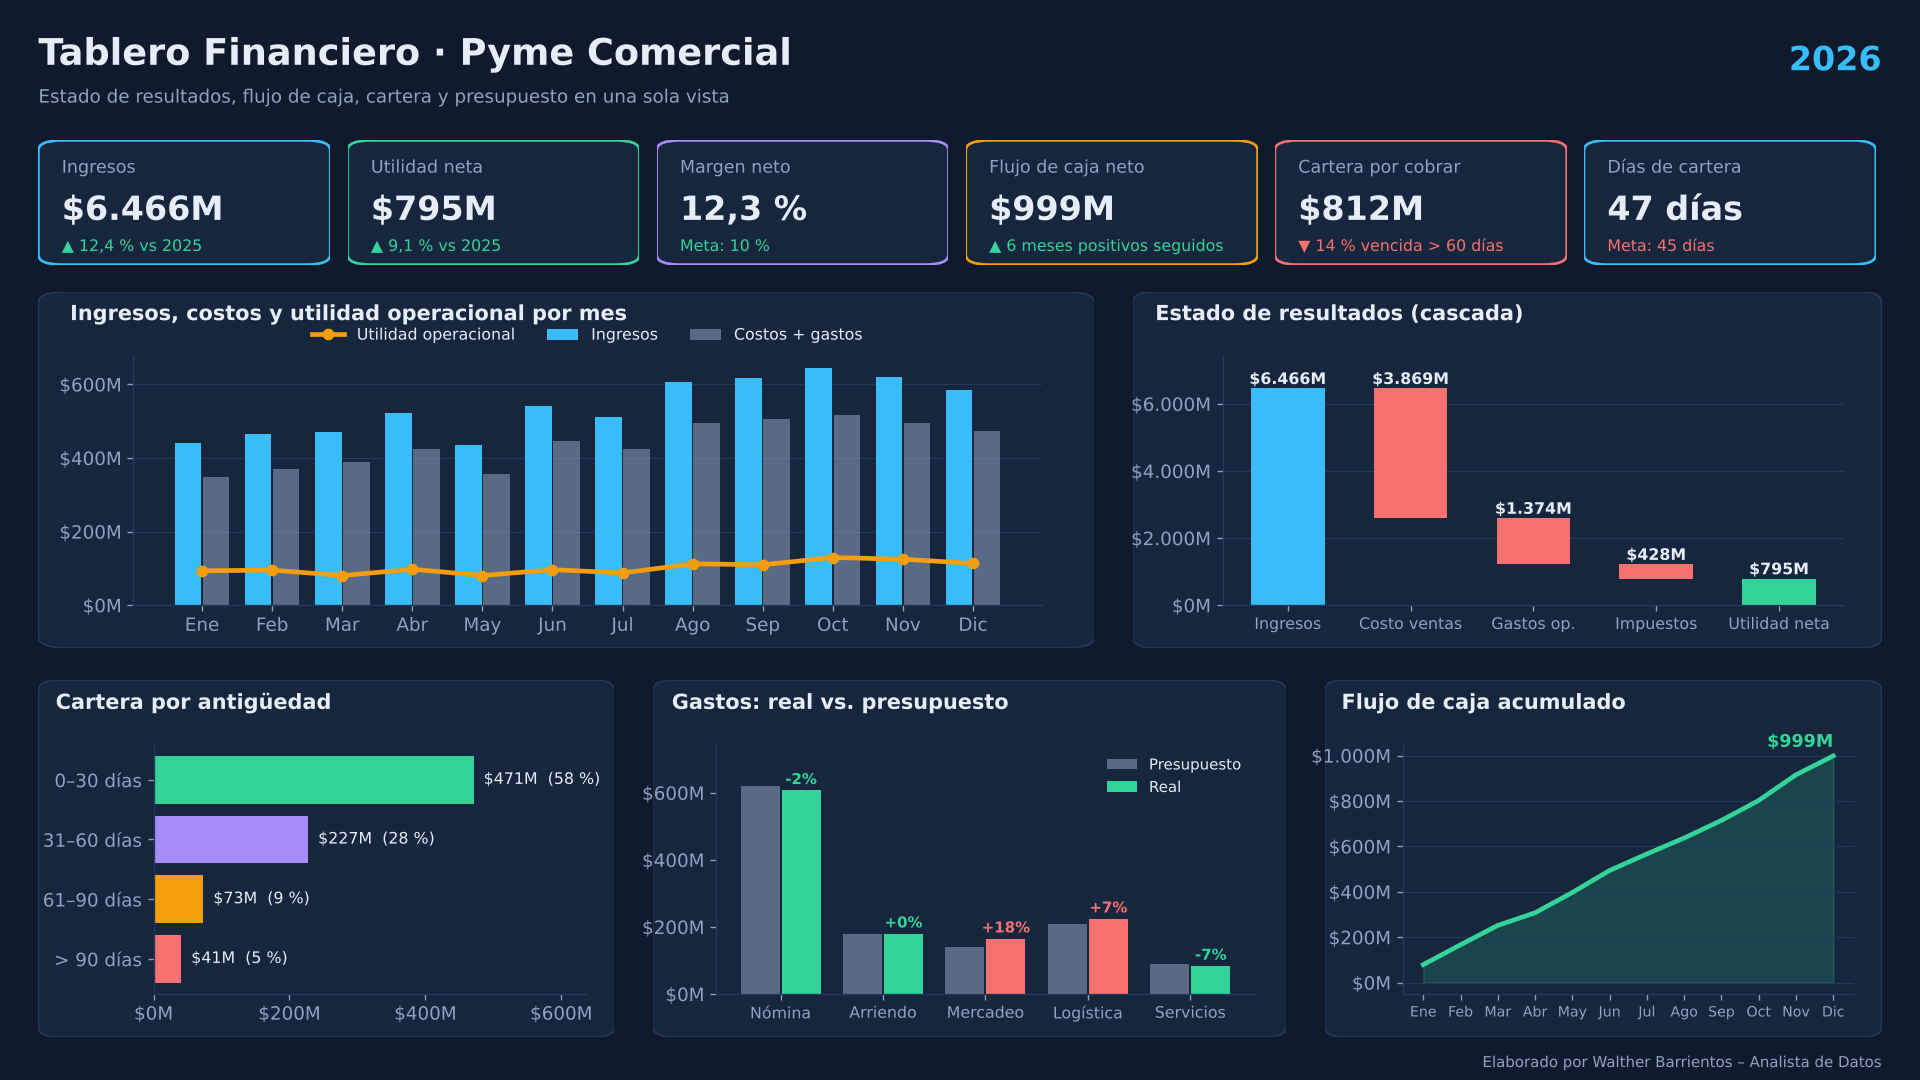 Tablero Financiero · Pyme Comercial
2026
Estado de resultados, flujo de caja, cartera y presupuesto en una sola vista
Ingresos
$6.466M
▲ 12,4 % vs 2025
Utilidad neta
$795M
▲ 9,1 % vs 2025
Margen neto
12,3 %
Meta: 10 %
Flujo de caja neto
$999M
▲ 6 meses positivos seguidos
Cartera por cobrar
$812M
▼ 14 % vencida > 60 días
Días de cartera
47 días
Meta: 45 días
Ingresos, costos y utilidad operacional por mes
Utilidad operacional Ingresos Costos + gastos
$600M
$400M
$200M
$0M
Ene Feb Mar Abr May Jun Jul Ago Sep Oct Nov Dic
Estado de resultados (cascada)
$6.466M $3.869M
$6.000M
$4.000M
$1.374M
$2.000M
$428M
$795M
$0M
Ingresos Costo ventas Gastos op. Impuestos Utilidad neta
Cartera por antigüedad
0–30 días $471M (58 %)
31–60 días $227M (28 %)
61–90 días $73M (9 %)
> 90 días $41M (5 %)
$0M $200M $400M $600M
Gastos: real vs. presupuesto
Presupuesto
Real
-2%
$600M
$400M
+0% +18% +7% -7%
$200M
$0M
Nómina Arriendo Mercadeo Logística Servicios
Flujo de caja acumulado
$999M
$1.000M
$800M
$600M
$400M
$200M
$0M
Ene Feb Mar Abr May Jun Jul Ago Sep Oct Nov Dic
Elaborado por Walther Barrientos – Analista de Datos